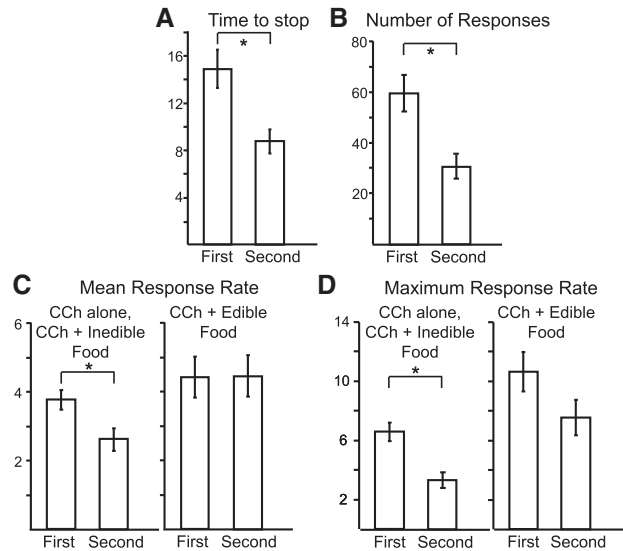 A Time to stop
*
16
12
8
4
First Second
B Number of Responses
*
80
60
40
20
First Second
C Mean Response Rate
CCh alone,
CCh + Inedible
Food
*
6
4
2
First Second
CCh + Edible
Food
First Second
D Maximum Response Rate
CCh alone,
CCh + Inedible
Food
*
14
10
6
2
First Second
CCh + Edible
Food
First Second